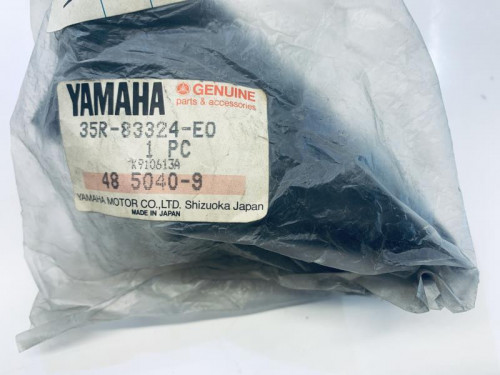 YAMAHA GENUINE
parts & accessories
35R-83324-E0
1 PC
K910613A
48 5040-9
YAMAHA MOTOR CO.,LTD. Shizuoka Japan
MADE IN JAPAN